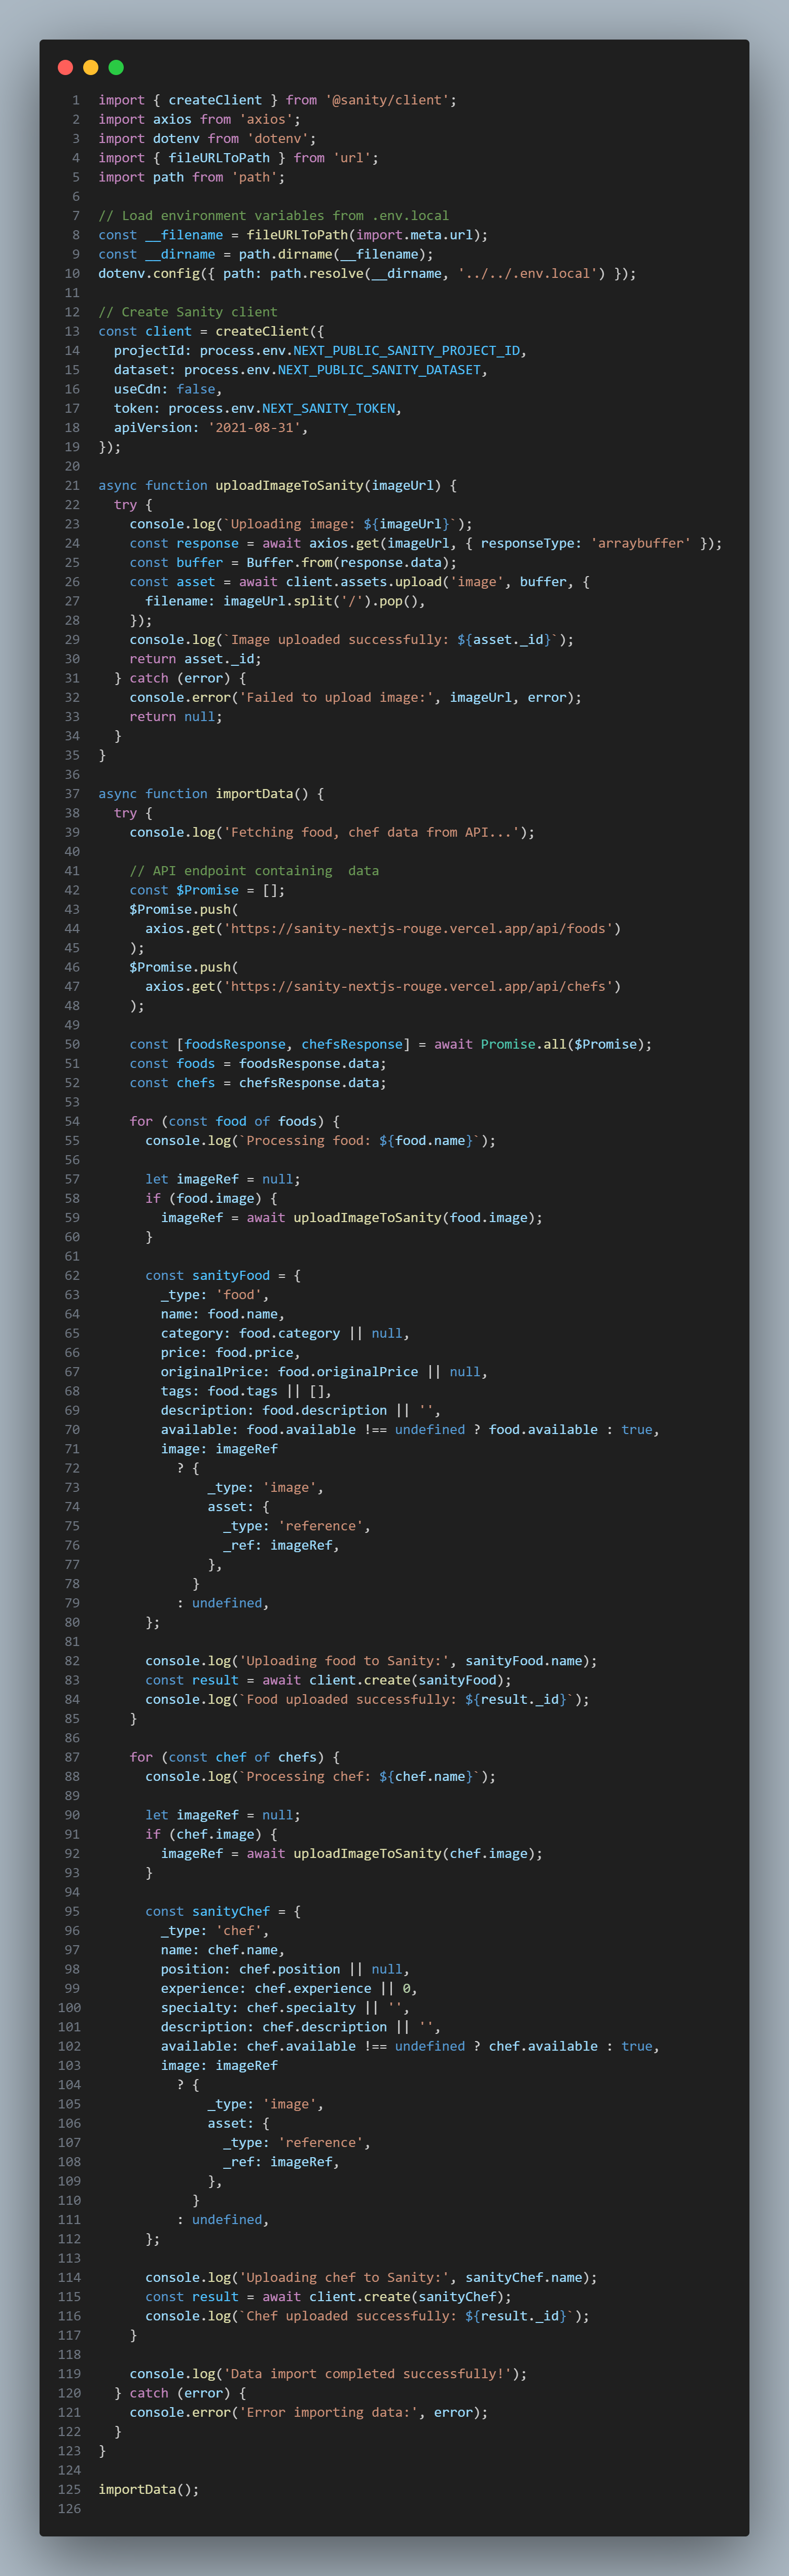 1 import { createClient } from '@sanity/client';
2 import axios from 'axios';
3 import dotenv from 'dotenv';
4 import { fileURLToPath } from 'url';
5 import path from 'path';
6
7 // Load environment variables from .env.local
8 const __filename = fileURLToPath(import.meta.url);
9 const __dirname = path.dirname(__filename);
10 dotenv.config({ path: path.resolve(__dirname, '../../.env.local') });
11
12 // Create Sanity client
13 const client = createClient({
14   projectId: process.env.NEXT_PUBLIC_SANITY_PROJECT_ID,
15   dataset: process.env.NEXT_PUBLIC_SANITY_DATASET,
16   useCdn: false,
17   token: process.env.NEXT_SANITY_TOKEN,
18   apiVersion: '2021-08-31',
19 });
20
21 async function uploadImageToSanity(imageUrl) {
22   try {
23     console.log(`Uploading image: ${imageUrl}`);
24     const response = await axios.get(imageUrl, { responseType: 'arraybuffer' });
25     const buffer = Buffer.from(response.data);
26     const asset = await client.assets.upload('image', buffer, {
27       filename: imageUrl.split('/').pop(),
28     });
29     console.log(`Image uploaded successfully: ${asset._id}`);
30     return asset._id;
31   } catch (error) {
32     console.error('Failed to upload image:', imageUrl, error);
33     return null;
34   }
35 }
36
37 async function importData() {
38   try {
39     console.log('Fetching food, chef data from API...');
40
41     // API endpoint containing  data
42     const $Promise = [];
43     $Promise.push(
44       axios.get('https://sanity-nextjs-rouge.vercel.app/api/foods')
45     );
46     $Promise.push(
47       axios.get('https://sanity-nextjs-rouge.vercel.app/api/chefs')
48     );
49
50     const [foodsResponse, chefsResponse] = await Promise.all($Promise);
51     const foods = foodsResponse.data;
52     const chefs = chefsResponse.data;
53
54     for (const food of foods) {
55       console.log(`Processing food: ${food.name}`);
56
57       let imageRef = null;
58       if (food.image) {
59         imageRef = await uploadImageToSanity(food.image);
60       }
61
62       const sanityFood = {
63         _type: 'food',
64         name: food.name,
65         category: food.category || null,
66         price: food.price,
67         originalPrice: food.originalPrice || null,
68         tags: food.tags || [],
69         description: food.description || '',
70         available: food.available !== undefined ? food.available : true,
71         image: imageRef
72           ? {
73               _type: 'image',
74               asset: {
75                 _type: 'reference',
76                 _ref: imageRef,
77               },
78             }
79           : undefined,
80       };
81
82       console.log('Uploading food to Sanity:', sanityFood.name);
83       const result = await client.create(sanityFood);
84       console.log(`Food uploaded successfully: ${result._id}`);
85     }
86
87     for (const chef of chefs) {
88       console.log(`Processing chef: ${chef.name}`);
89
90       let imageRef = null;
91       if (chef.image) {
92         imageRef = await uploadImageToSanity(chef.image);
93       }
94
95       const sanityChef = {
96         _type: 'chef',
97         name: chef.name,
98         position: chef.position || null,
99         experience: chef.experience || 0,
100         specialty: chef.specialty || '',
101         description: chef.description || '',
102         available: chef.available !== undefined ? chef.available : true,
103         image: imageRef
104           ? {
105               _type: 'image',
106               asset: {
107                 _type: 'reference',
108                 _ref: imageRef,
109               },
110             }
111           : undefined,
112       };
113
114       console.log('Uploading chef to Sanity:', sanityChef.name);
115       const result = await client.create(sanityChef);
116       console.log(`Chef uploaded successfully: ${result._id}`);
117     }
118
119     console.log('Data import completed successfully!');
120   } catch (error) {
121     console.error('Error importing data:', error);
122   }
123 }
124
125 importData();
126